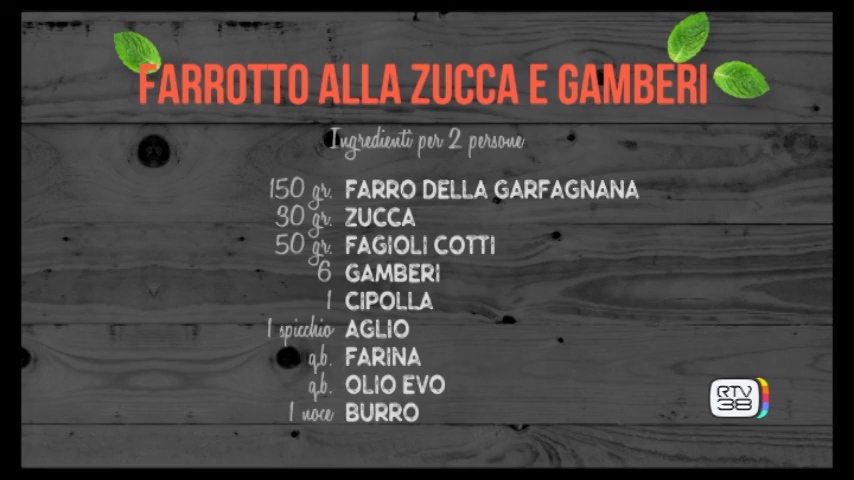 FARROTTO ALLA ZUCCA E GAMBERI
Ingredienti per 2 persone
150 gr. FARRO DELLA GARFAGNANA
30 gr. ZUCCA
50 gr. FAGIOLI COTTI
6 GAMBERI
1 CIPOLLA
1 spicchio AGLIO
q.b. FARINA
q.b. OLIO EVO
1 noce BURRO
RTV
38